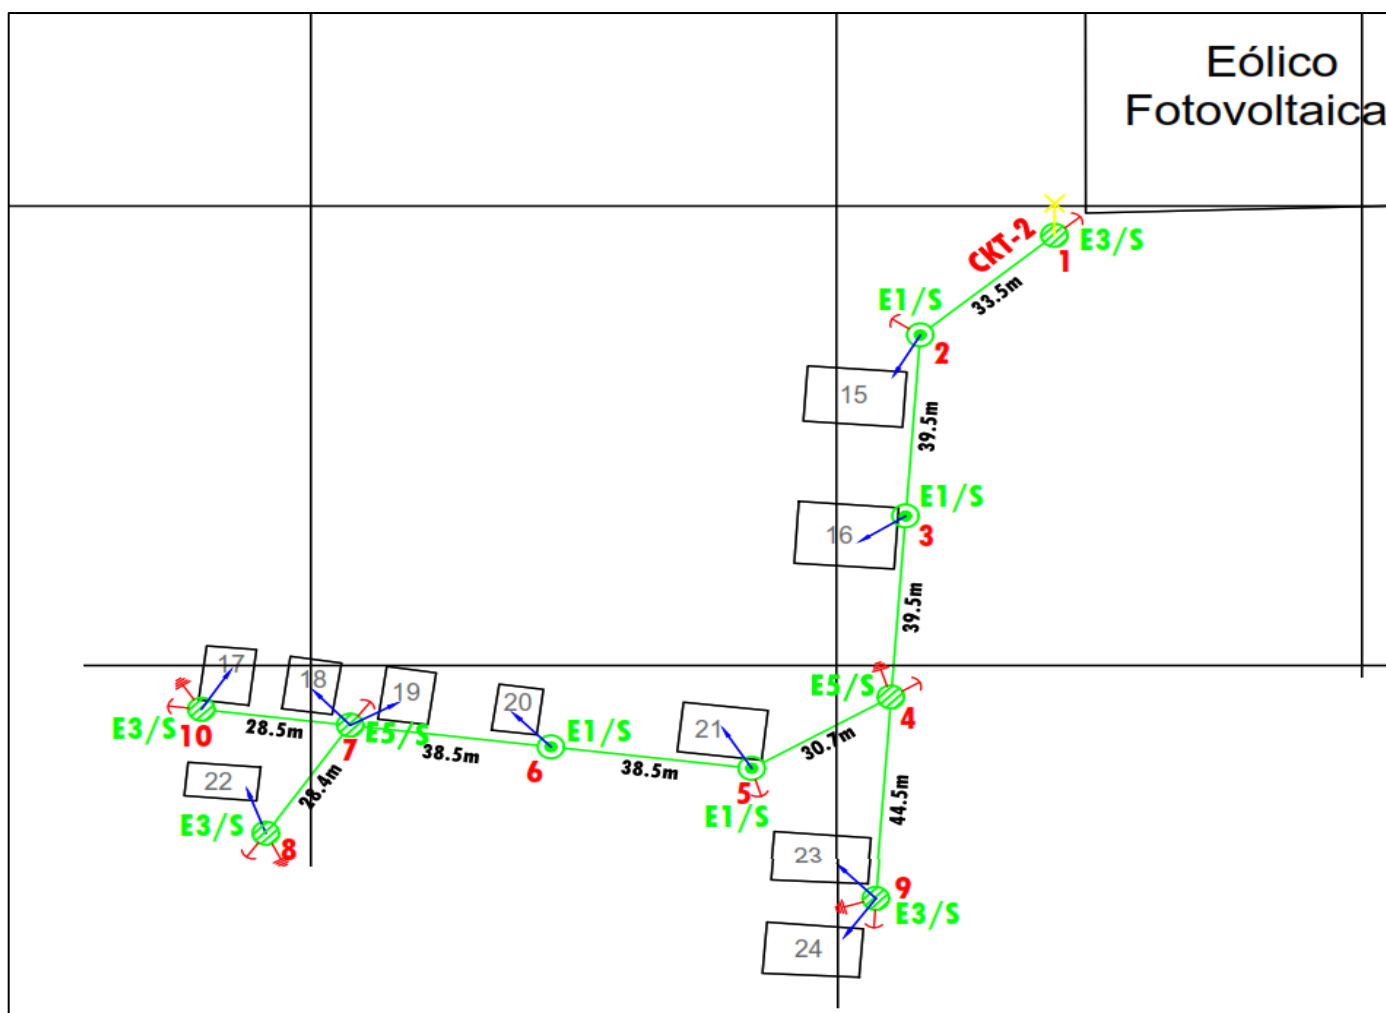 Eólico
Fotovoltaica
CKT-2
E3/S
1
33.5m
E1/S
2
15
39.5m
E1/S
16
3
39.5m
17
18
19
20
21
E5/S
4
E3/S
10
28.5m
7
E5/S
38.5m
E1/S
6
38.5m
5
30.7m
22
28.4m
E1/S
44.5m
E3/S
8
23
9
E3/S
24